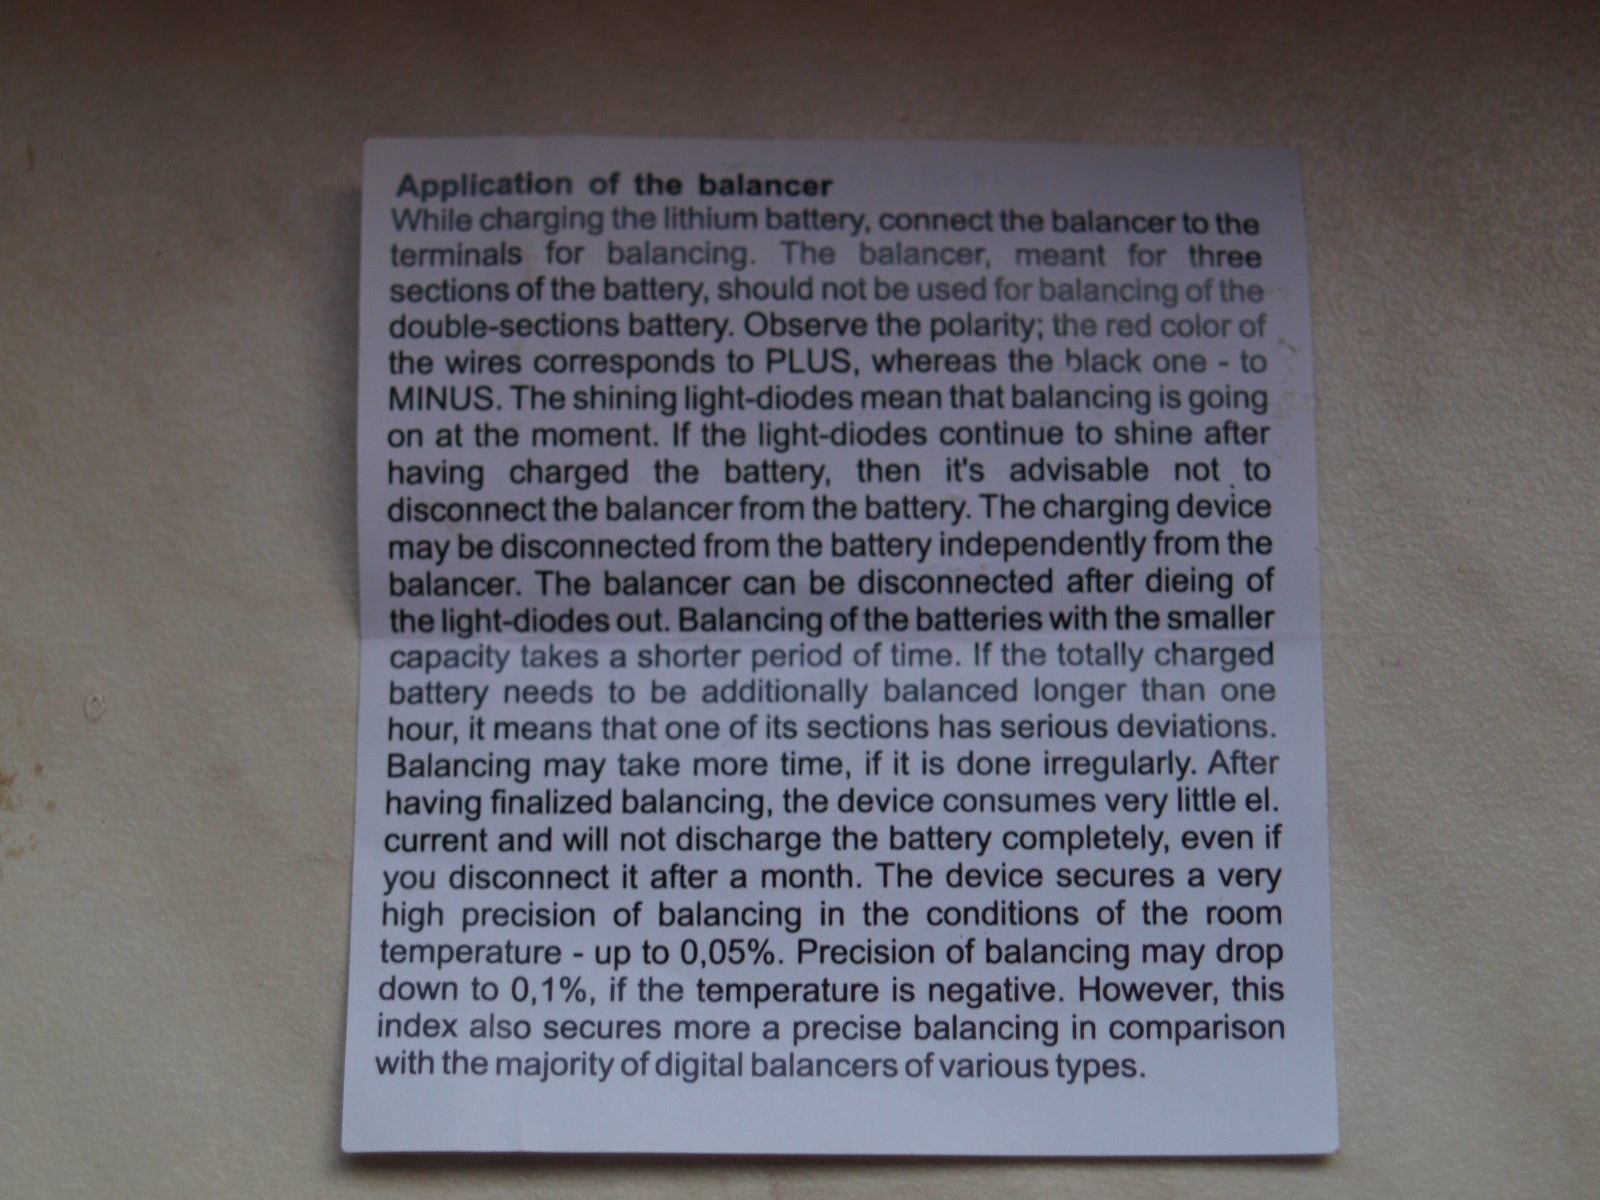 Application of the balancer
While charging the lithium battery, connect the balancer to the
terminals for balancing. The balancer, meant for three
sections of the battery, should not be used for balancing of the
double-sections battery. Observe the polarity; the red color of
the wires corresponds to PLUS, whereas the black one - to
MINUS. The shining light-diodes mean that balancing is going
on at the moment. If the light-diodes continue to shine after
having charged the battery, then it's advisable not to
disconnect the balancer from the battery. The charging device
may be disconnected from the battery independently from the
balancer. The balancer can be disconnected after dieing of
the light-diodes out. Balancing of the batteries with the smaller
capacity takes a shorter period of time. If the totally charged
battery needs to be additionally balanced longer than one
hour, it means that one of its sections has serious deviations.
Balancing may take more time, if it is done irregularly. After
having finalized balancing, the device consumes very little el.
current and will not discharge the battery completely, even if
you disconnect it after a month. The device secures a very
high precision of balancing in the conditions of the room
temperature - up to 0,05%. Precision of balancing may drop
down to 0,1%, if the temperature is negative. However, this
index also secures more a precise balancing in comparison
with the majority of digital balancers of various types.